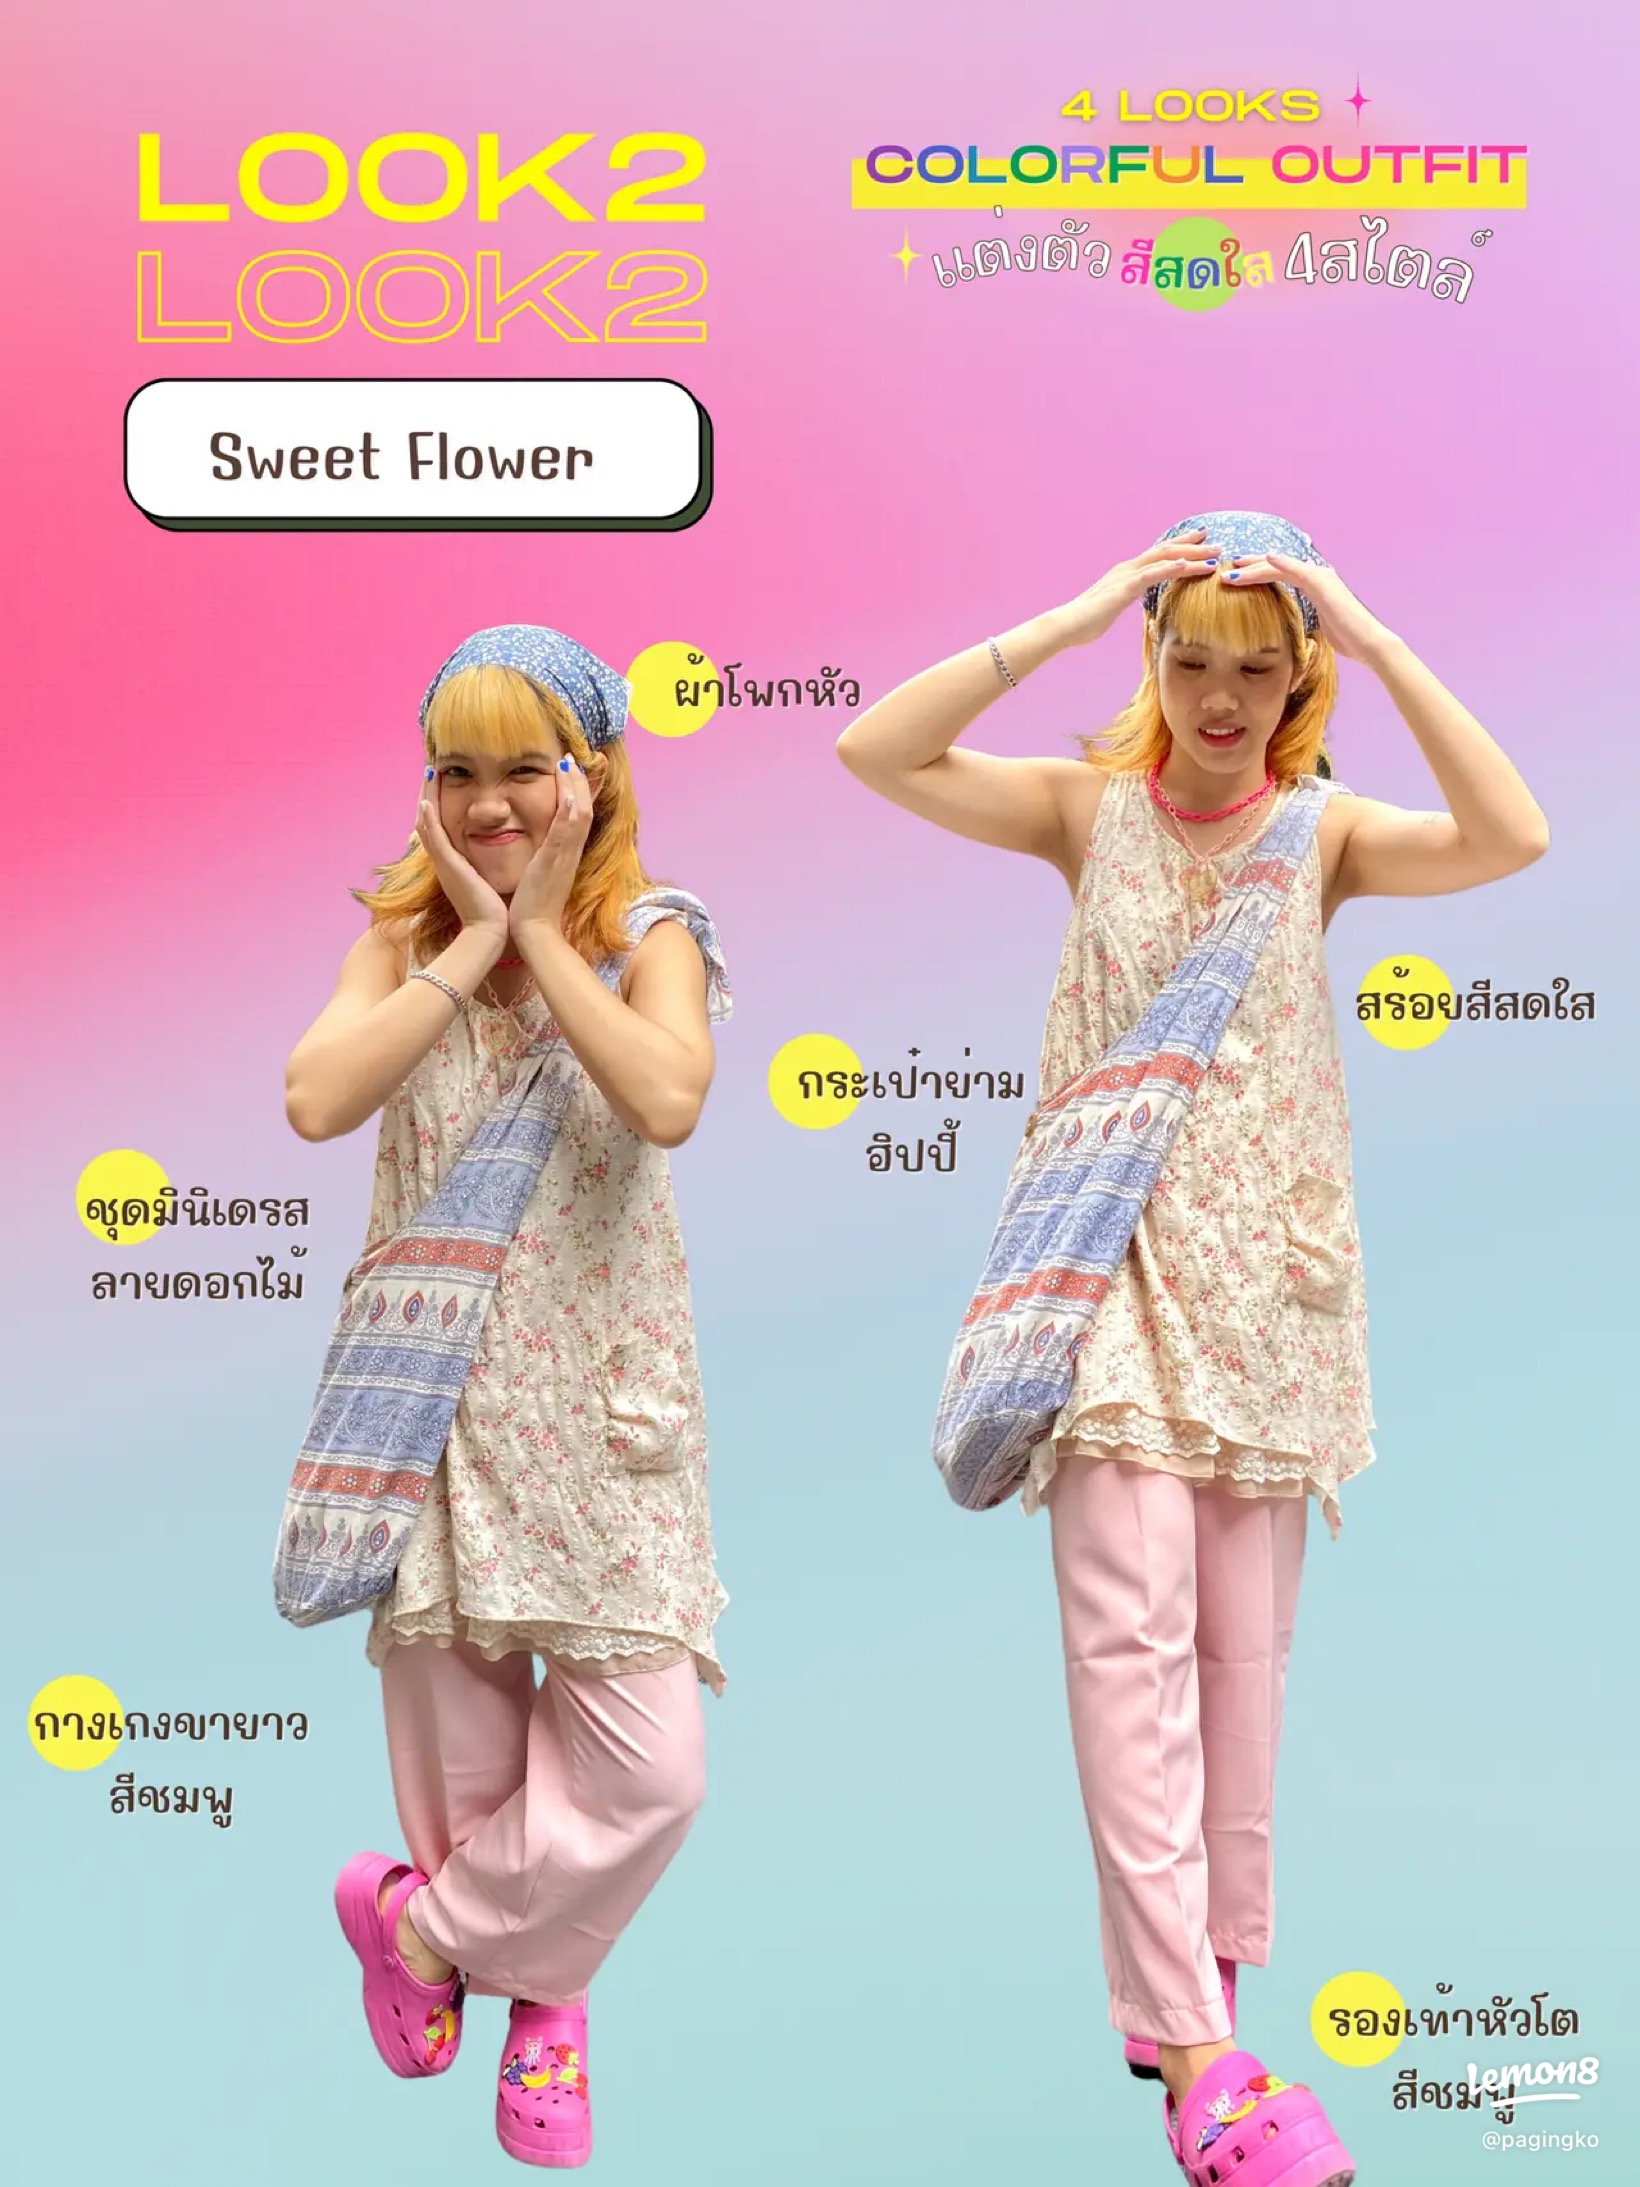 LOOK2
LOOK2
Sweet Flower
4 LOOKS
COLORFUL OUTFIT
แต่งตัว สีสดใส 4สไตล์
ผ้าโพกหัว
สร้อยสีสดใส
กระเป๋าย่าม
ฮิปปี้
ชุดมินิเดรส
ลายดอกไม้
กางเกงขายาว
สีชมพู
รองเท้าหัวโต
สีชมพู
Lemon8
@pagingko